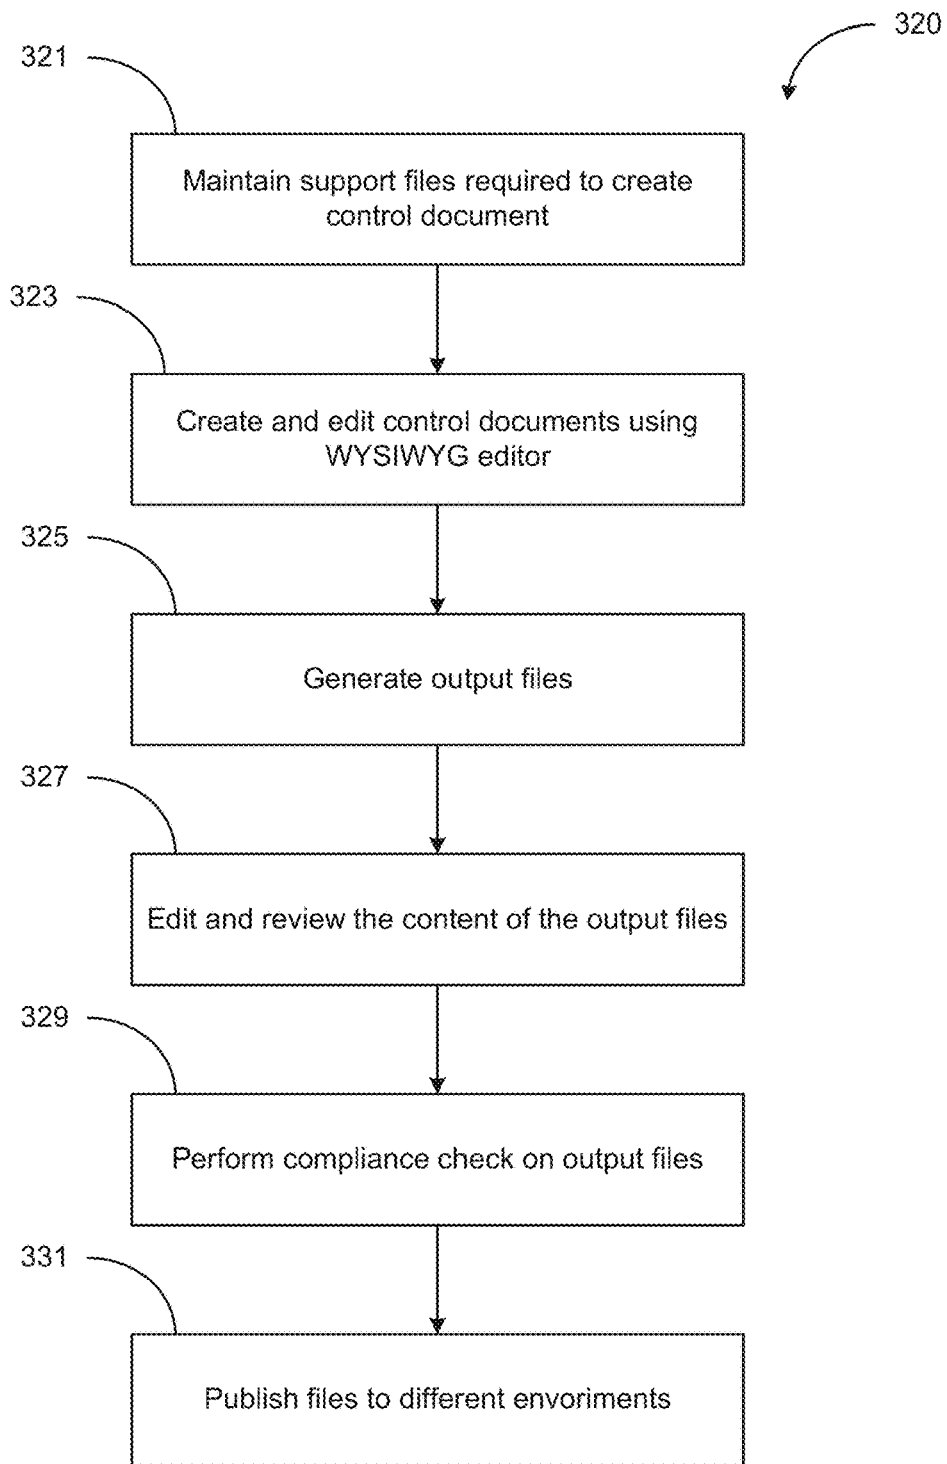 320
321
Maintain support files required to create
control document
323
Create and edit control documents using
WYSIWYG editor
325
Generate output files
327
Edit and review the content of the output files
329
Perform compliance check on output files
331
Publish files to different envoriments